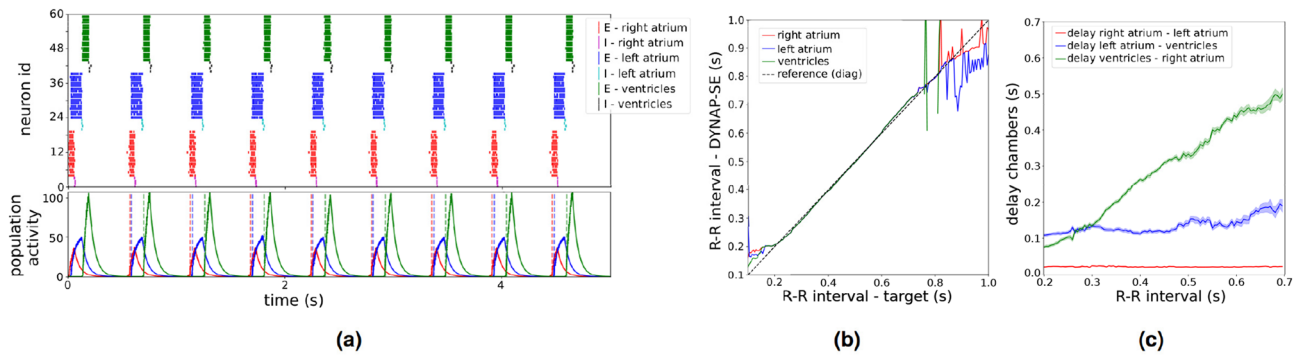 60
48
36
24
12
0
neuron id
E - right atrium
I - right atrium
E - left atrium
I - left atrium
E - ventricles
I - ventricles
100
50
0
population
activity
0
2
4
time (s)
(a)
1.0
0.9
0.8
0.7
0.6
0.5
0.4
0.3
0.2
0.1
R-R interval - DYNAP-SE (s)
right atrium
left atrium
ventricles
reference (diag)
0.2
0.4
0.6
0.8
1.0
R-R interval - target (s)
(b)
0.7
0.6
0.5
0.4
0.3
0.2
0.1
0.0
delay chambers (s)
delay right atrium - left atrium
delay left atrium - ventricles
delay ventricles - right atrium
0.2
0.3
0.4
0.5
0.6
0.7
R-R interval (s)
(c)